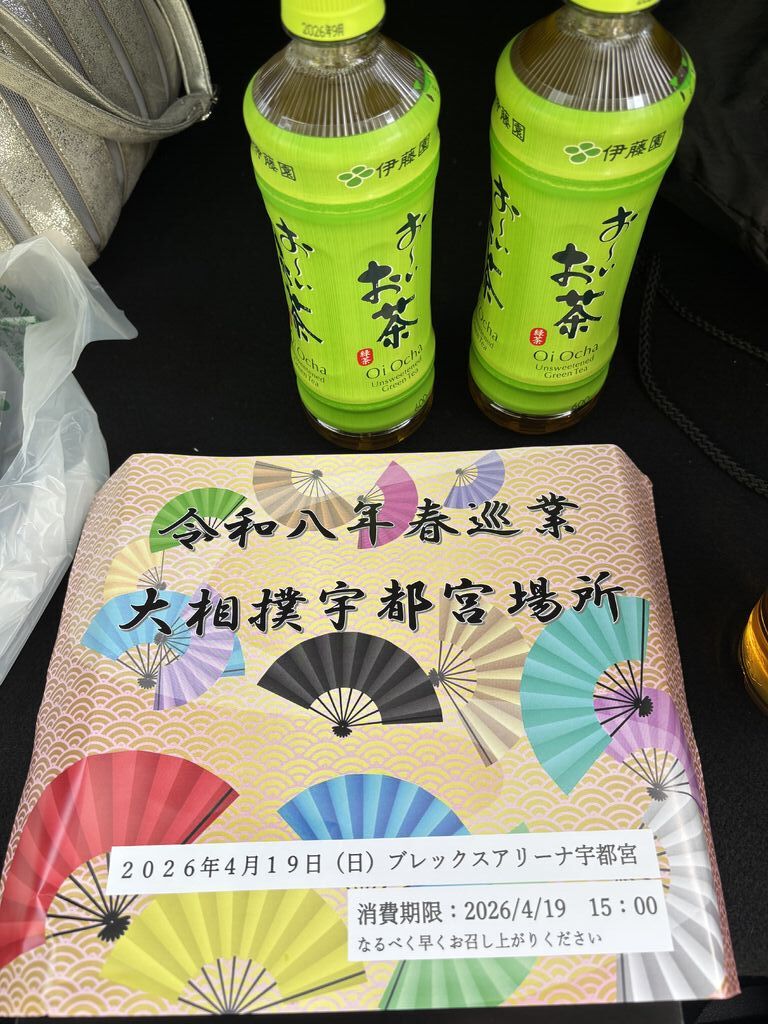 2026年9月
伊藤園
お〜いお茶
緑茶
Oi Ocha
Unsweetened
Green Tea
伊藤園
お〜いお茶
緑茶
Oi Ocha
Unsweetened
Green Tea
令和八年春巡業
大相撲宇都宮場所
2026年4月19日（日）ブレックスアリーナ宇都宮
消費期限：2026/4/19　15：00
なるべく早くお召し上がりください